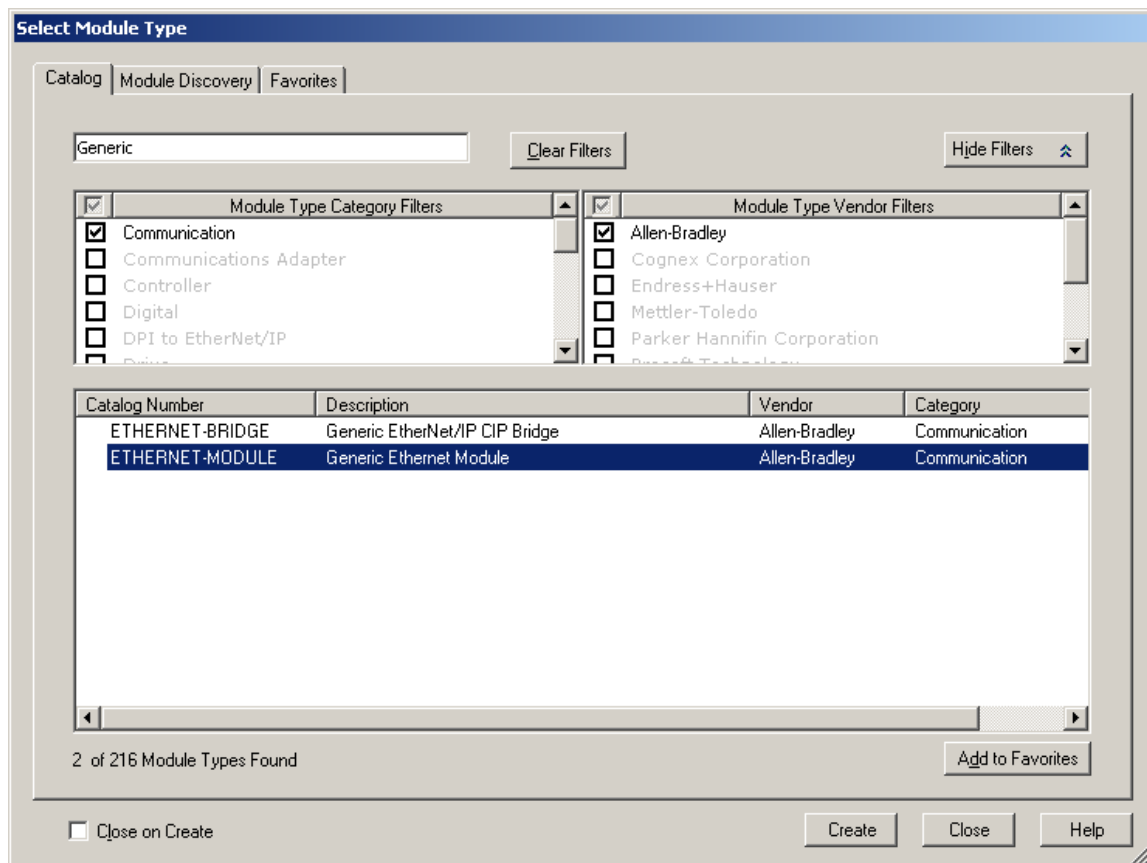 Select Module Type
Catalog Module Discovery Favorites
Generic Clear Filters Hide Filters
Module Type Category Filters Module Type Vendor Filters
Communication Allen-Bradley
Communications Adapter Cognex Corporation
Controller Endress+Hauser
Digital Mettler-Toledo
DPI to EtherNet/IP Parker Hannifin Corporation
Drive Prosoft Technology
Catalog Number Description Vendor Category
ETHERNET-BRIDGE Generic EtherNet/IP CIP Bridge Allen-Bradley Communication
ETHERNET-MODULE Generic Ethernet Module Allen-Bradley Communication
2 of 216 Module Types Found Add to Favorites
Close on Create Create Close Help